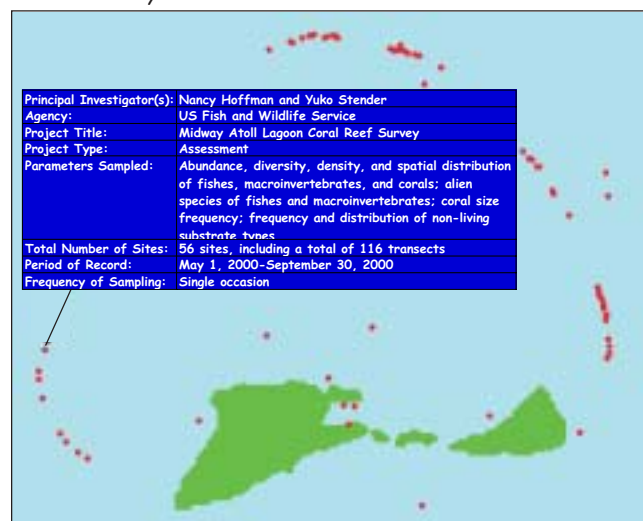 Principal Investigator(s): Nancy Hoffman and Yuko Stender
Agency: US Fish and Wildlife Service
Project Title: Midway Atoll Lagoon Coral Reef Survey
Project Type: Assessment
Parameters Sampled: Abundance, diversity, density, and spatial distribution
of fishes, macroinvertebrates, and corals; alien
species of fishes and macroinvertebrates; coral size
frequency; frequency and distribution of non-living
substrate types
Total Number of Sites: 56 sites, including a total of 116 transects
Period of Record: May 1, 2000-September 30, 2000
Frequency of Sampling: Single occasion